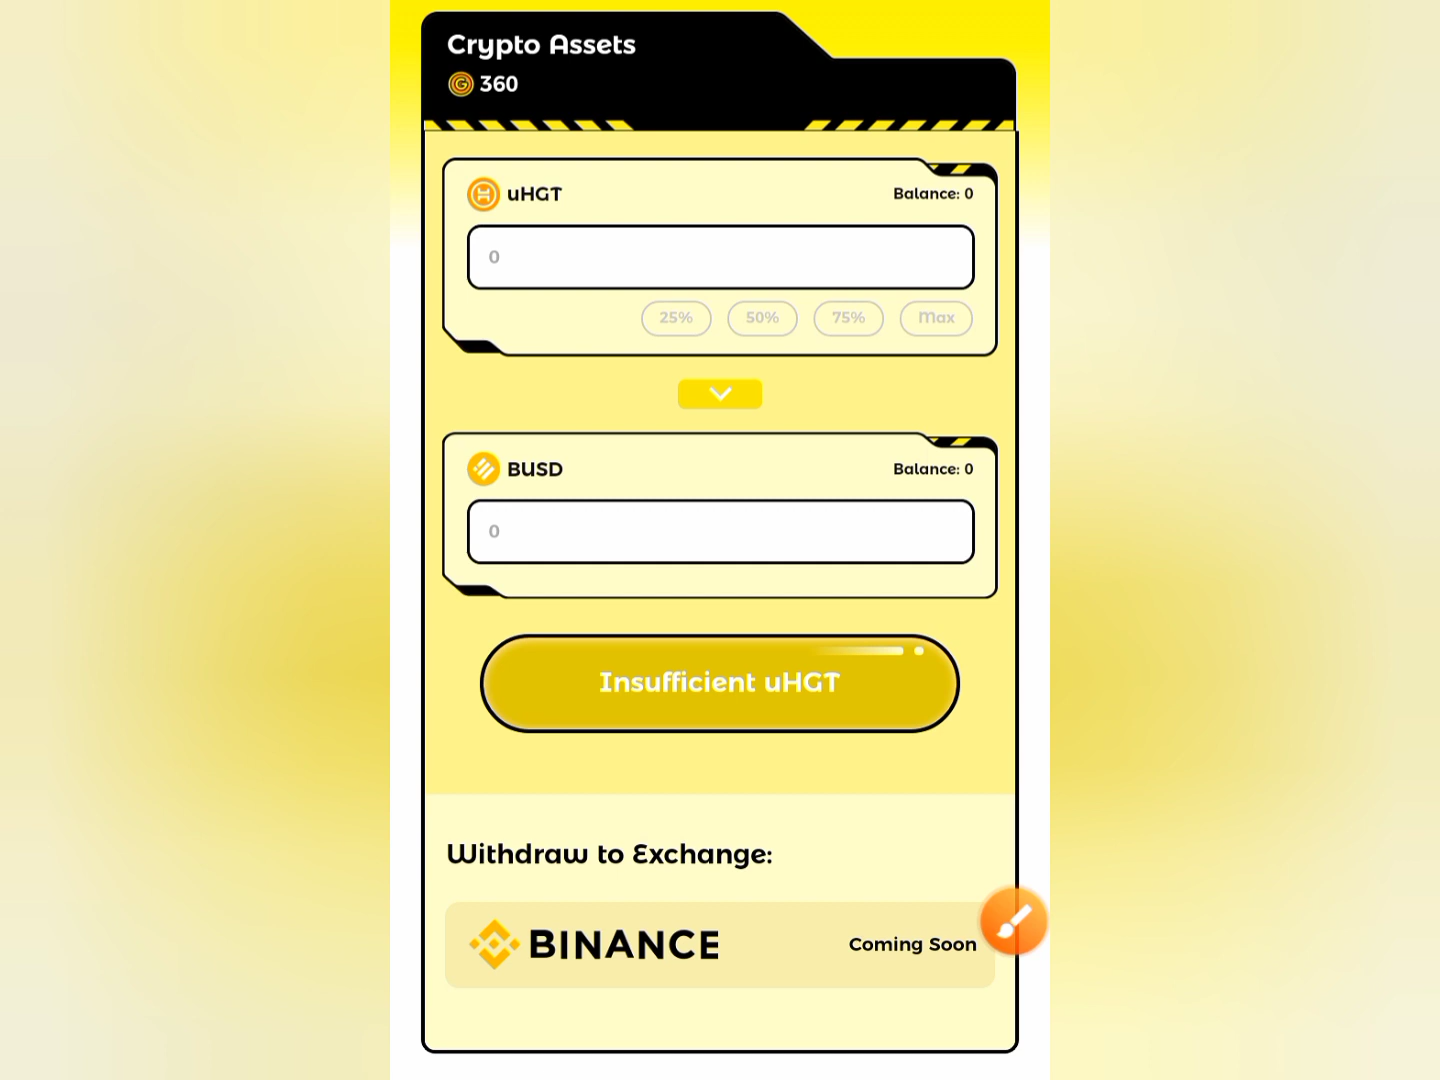 Crypto Assets
360
uHGT
Balance: 0
0
25% 50% 75% Max
BUSD
Balance: 0
0
Insufficient uHGT
Withdraw to Exchange:
BINANCE
Coming Soon